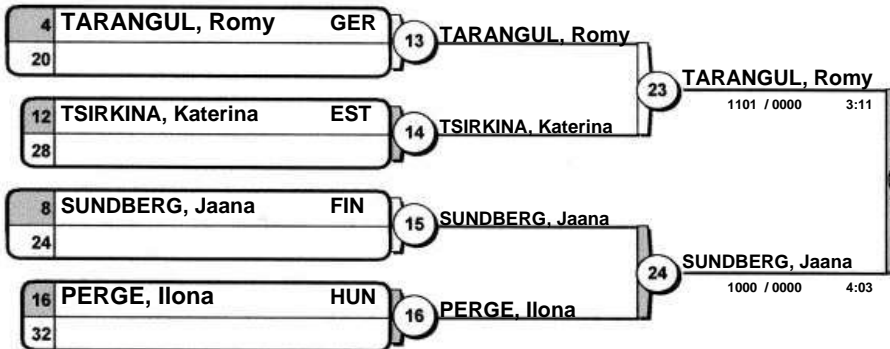 4 TARANGUL, Romy GER
20
13 TARANGUL, Romy
12 TSIRKINA, Katerina EST
28
14 TSIRKINA, Katerina
23 TARANGUL, Romy
1101 / 0000 3:11
8 SUNDBERG, Jaana FIN
24
15 SUNDBERG, Jaana
16 PERGE, Ilona HUN
32
16 PERGE, Ilona
24 SUNDBERG, Jaana
1000 / 0000 4:03